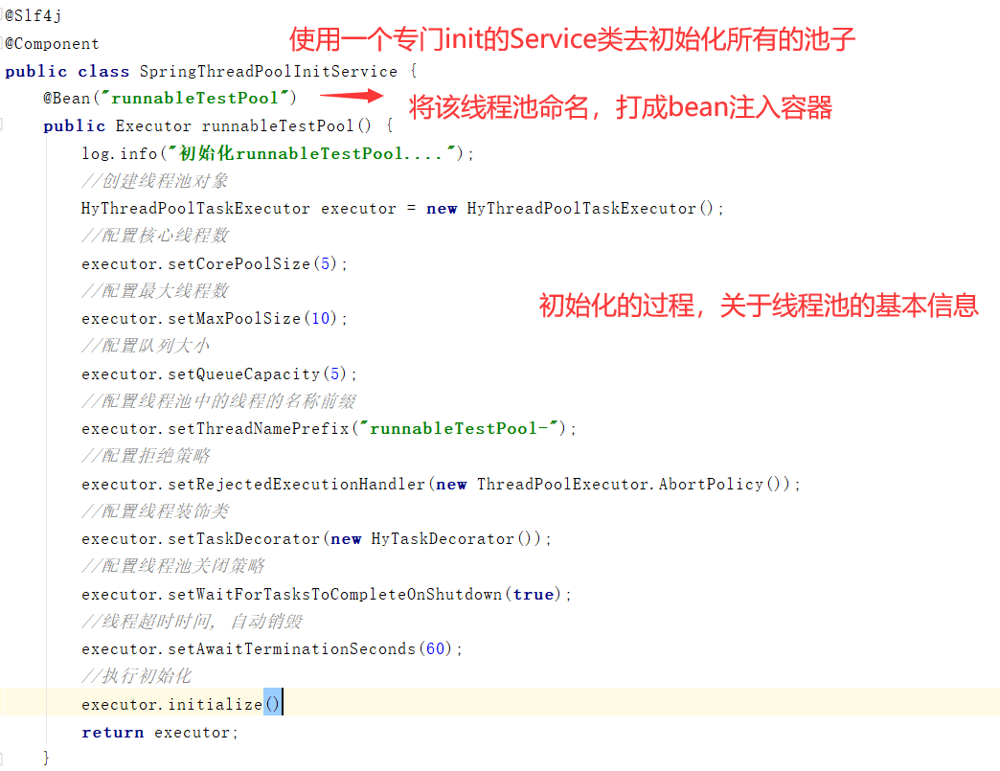 @Slf4j
使用一个专门init的Service类去初始化所有的池子
@Component
public class SpringThreadPoolInitService {
@Bean("runnableTestPool")
将该线程池命名，打成bean注入容器
public Executor runnableTestPool() {
log.info("初始化runnableTestPool....");
//创建线程池对象
HyThreadPoolTaskExecutor executor = new HyThreadPoolTaskExecutor();
//配置核心线程数
executor.setCorePoolSize(5);
//配置最大线程数
初始化的过程，关于线程池的基本信息
executor.setMaxPoolSize(10);
//配置队列大小
executor.setQueueCapacity(5);
//配置线程池中的线程的名称前缀
executor.setThreadNamePrefix("runnableTestPool-");
//配置拒绝策略
executor.setRejectedExecutionHandler(new ThreadPoolExecutor.AbortPolicy());
//配置线程装饰类
executor.setTaskDecorator(new HyTaskDecorator());
//配置线程池关闭策略
executor.setWaitForTasksToCompleteOnShutdown(true);
//线程超时时间, 自动销毁
executor.setAwaitTerminationSeconds(60);
//执行初始化
executor.initialize()
return executor;
}